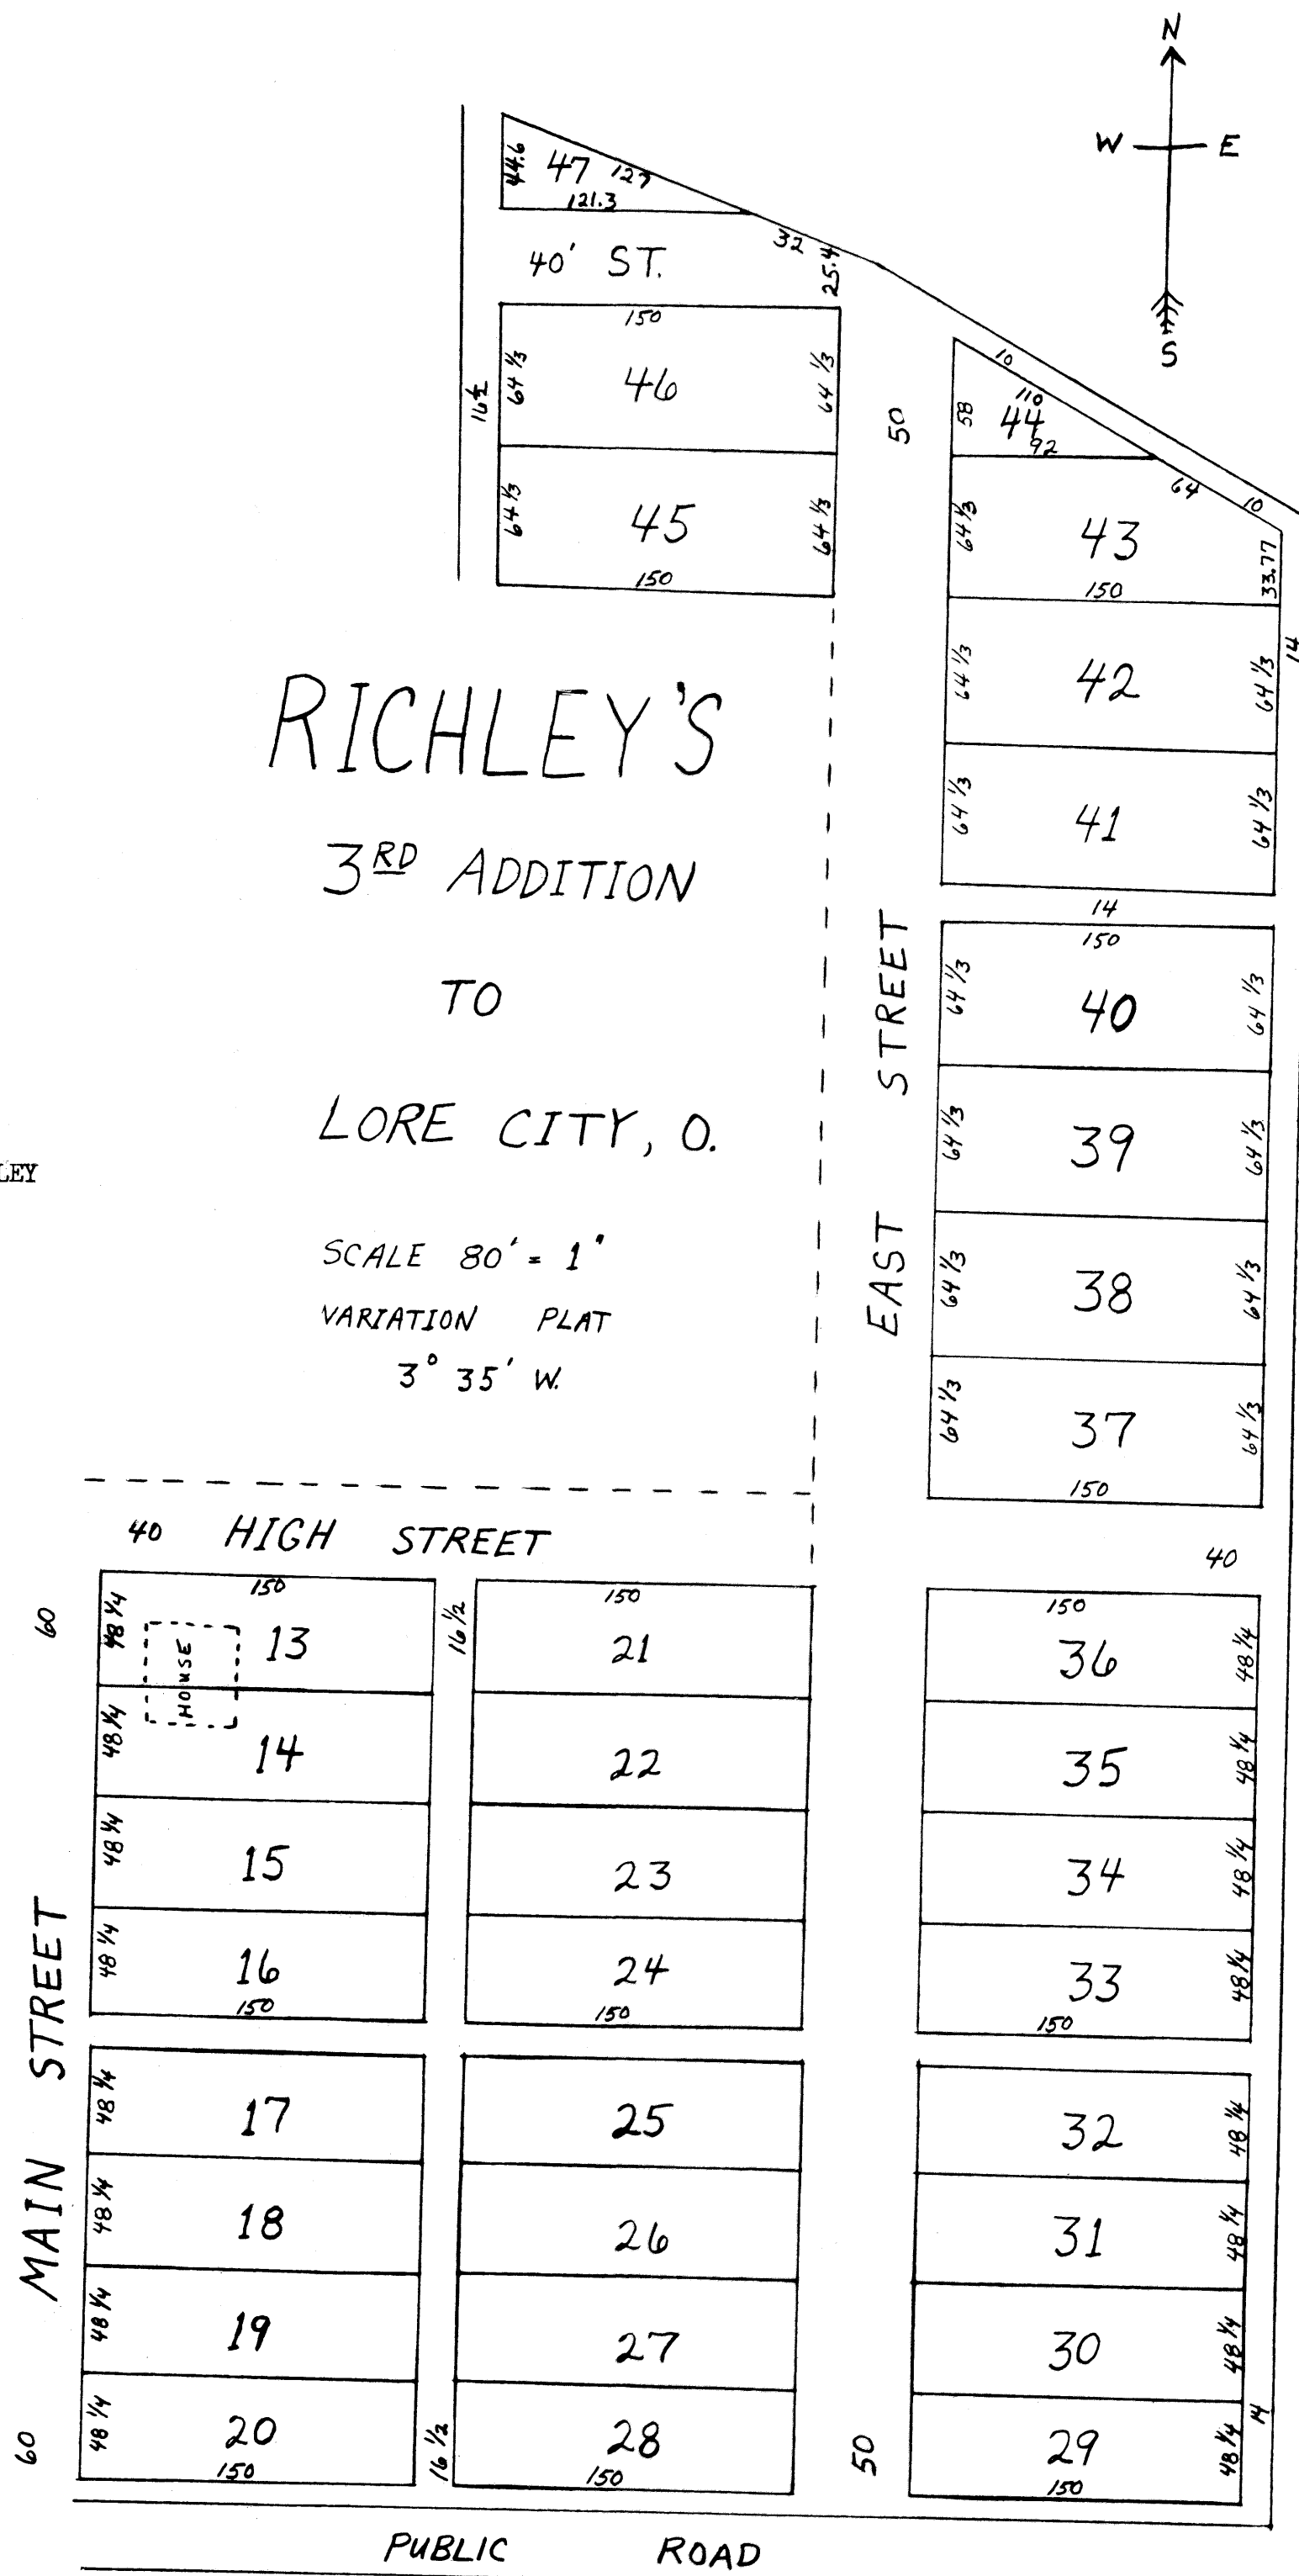 N
W E
S
44.6 47 127
121.3
32
25.4
40' ST.
150
64 1/3 46 64 1/3
16 1/2
64 1/3 45 64 1/3
150
50
10
58 110
44
92
64
10
64 1/3 43 33.77
150
14
64 1/3 42 64 1/3
64 1/3 41 64 1/3
14
150
64 1/3 40 64 1/3
64 1/3 39 64 1/3
64 1/3 38 64 1/3
64 1/3 37 64 1/3
150
EAST STREET
RICHLEY'S
3RD ADDITION
TO
LORE CITY, O.
LEY
SCALE 80' = 1"
VARIATION PLAT
3° 35' W.
40 HIGH STREET
40
60
150
48 1/4 HOUSE 13
48 1/4 14
48 1/4 15
48 1/4 16
150
16 1/2
150
21
22
23
24
150
150
36 48 1/4
35 48 1/4
34 48 1/4
33 48 1/4
150
MAIN STREET
48 1/4 17
48 1/4 18
48 1/4 19
48 1/4 20
150
60
16 1/2
25
26
27
28
150
50
32 48 1/4
31 48 1/4
30 48 1/4
29 48 1/4
150
14
PUBLIC ROAD